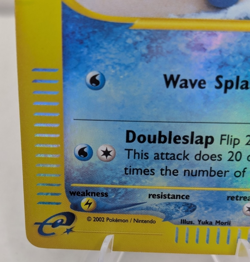 Wave Spla
Doubleslap Flip 2
This attack does 20 d
times the number of
weakness resistance retrea
© 2002 Pokémon / Nintendo Illus. Yuka Morii
e